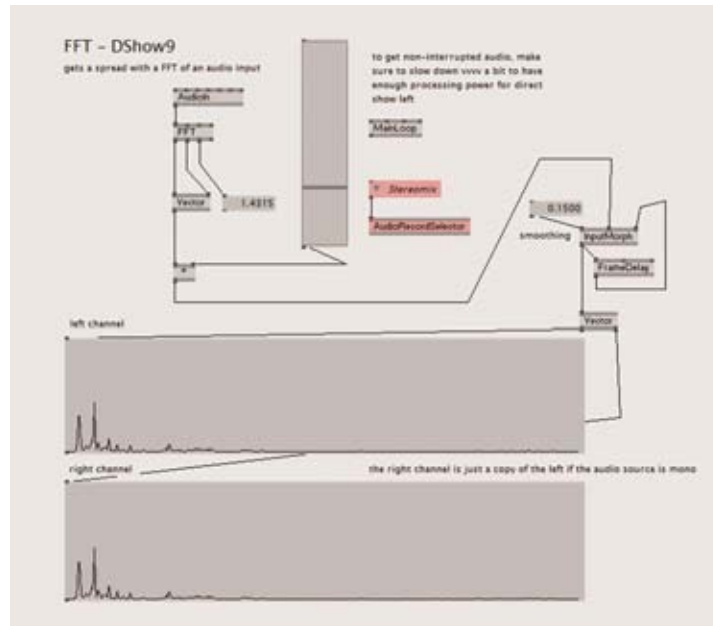 FFT - DShow9
gets a spread with a FFT of an audio input
to get non-interrupted audio, make
sure to slow down vvvv a bit to have
enough processing power for direct
show left
AudioIn
FFT
MainLoop
Stereomix
Vector
1.4315
0.1500
AudioRecordSelector
smoothing
InputMorph
*
FrameDelay
left channel
Vector
right channel
the right channel is just a copy of the left if the audio source is mono